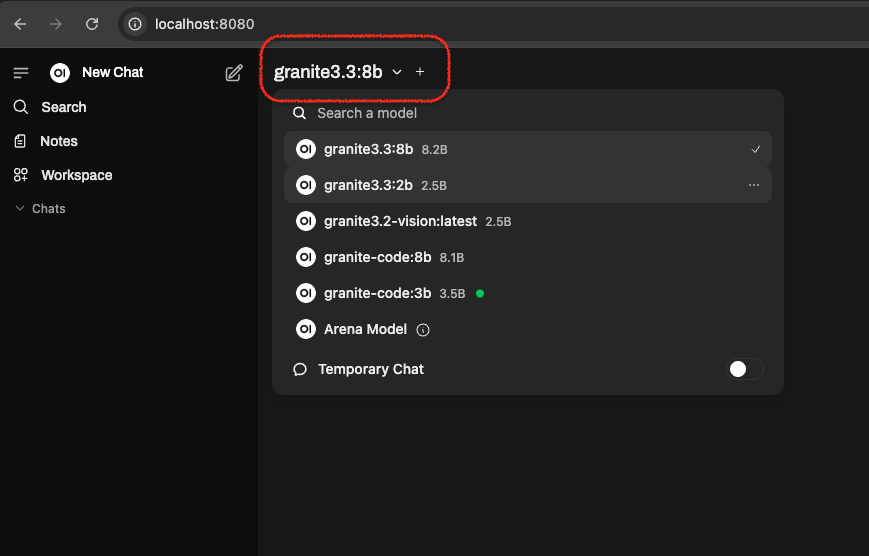 localhost:8080
OI New Chat
Search
Notes
Workspace
Chats
granite3.3:8b
Search a model
OI granite3.3:8b 8.2B
OI granite3.3:2b 2.5B
OI granite3.2-vision:latest 2.5B
OI granite-code:8b 8.1B
OI granite-code:3b 3.5B
OI Arena Model
Temporary Chat